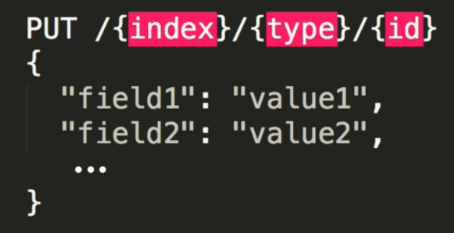 PUT /{index}/{type}/{id}
{
"field1": "value1",
"field2": "value2",
...
}